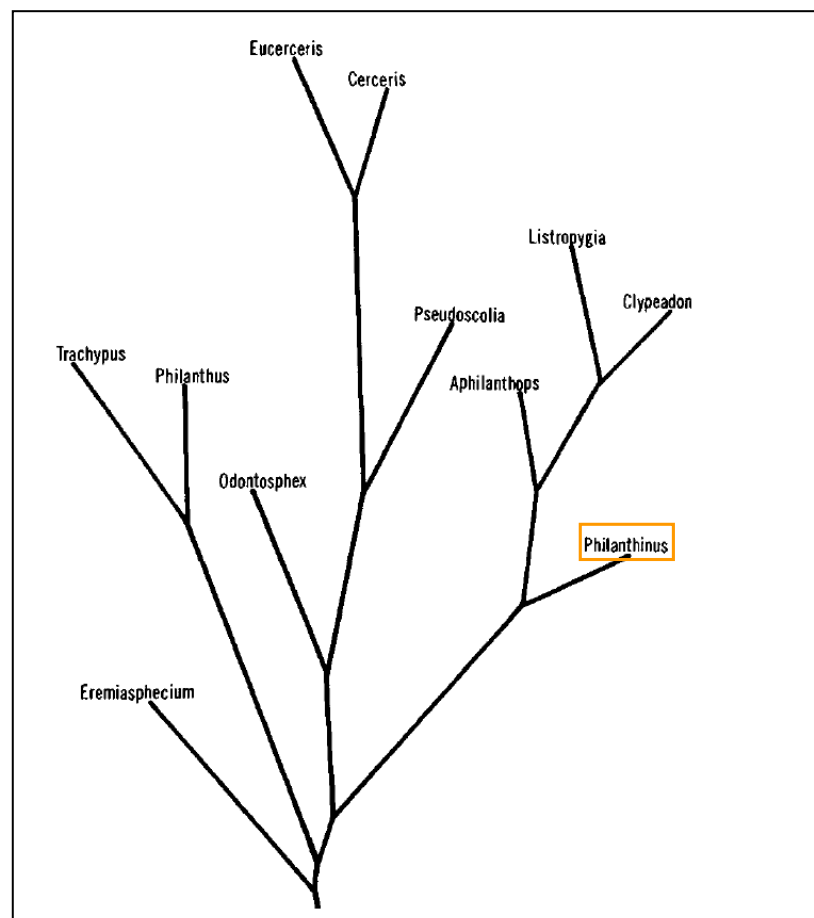 Eucerceris
Cerceris
Listropygia
Clypeadon
Pseudoscolia
Trachypus
Philanthus
Aphilanthops
Odontosphex
Philanthinus
Eremiasphecium